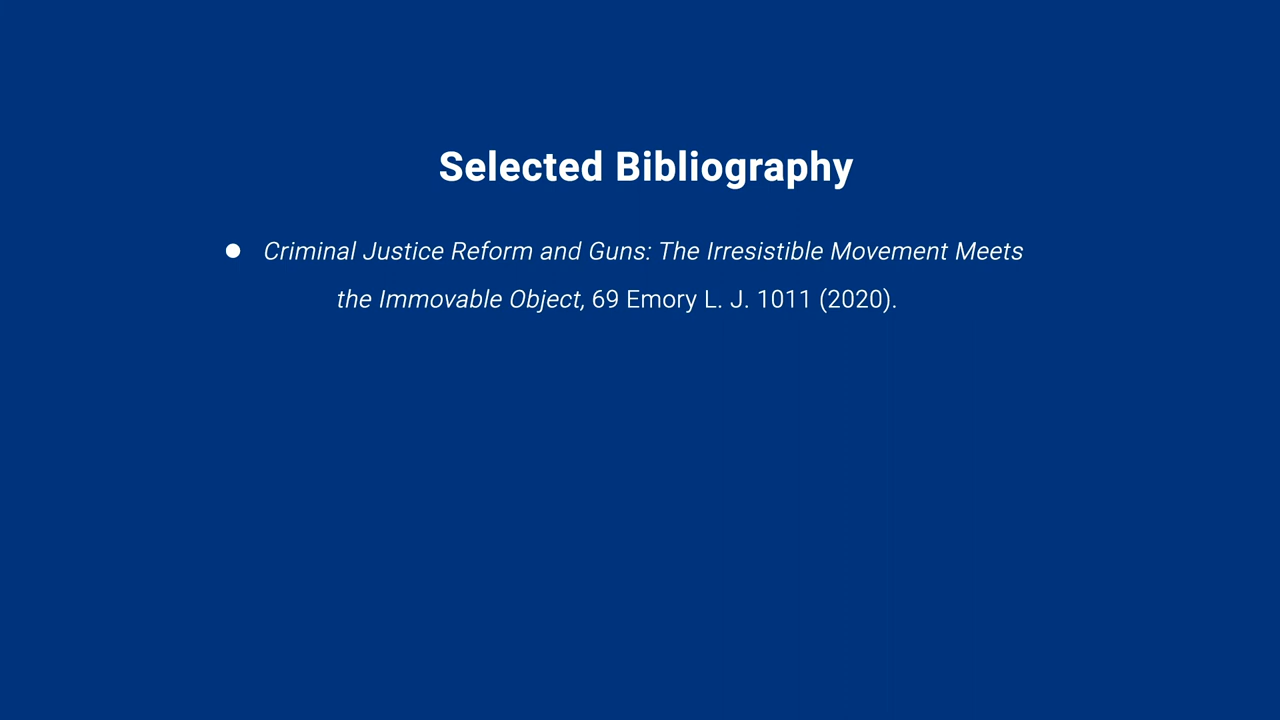 Selected Bibliography
● Criminal Justice Reform and Guns: The Irresistible Movement Meets
the Immovable Object, 69 Emory L. J. 1011 (2020).